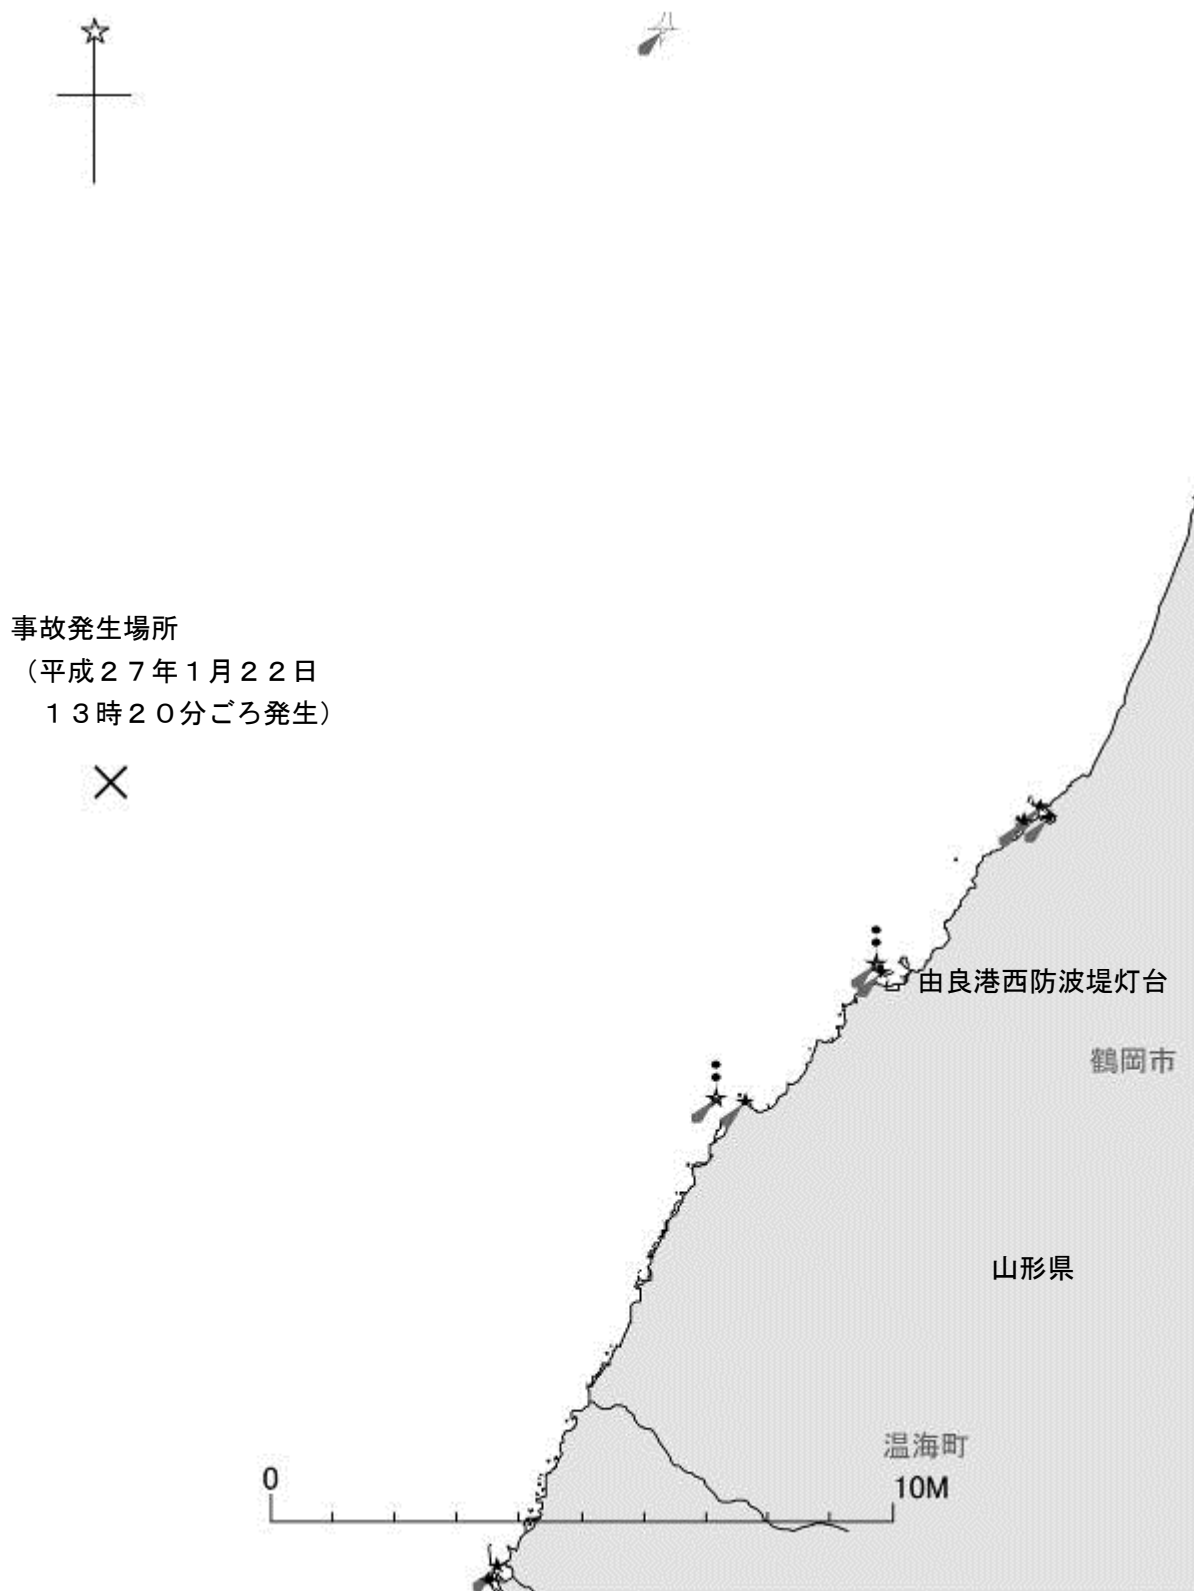 事故発生場所
（平成２７年１月２２日
１３時２０分ごろ発生）
由良港西防波堤灯台
鶴岡市
山形県
温海町
0
10M